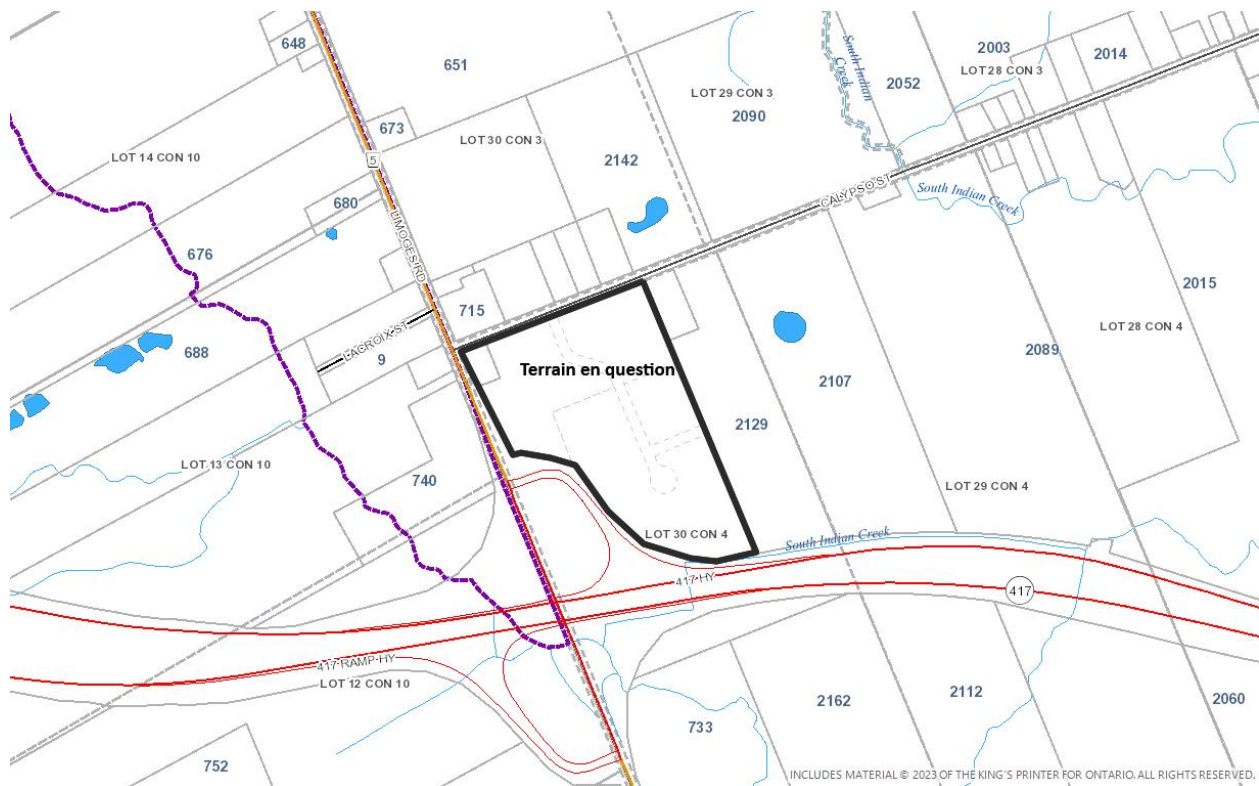 648
651
2003
2014
LOT 28 CON 3
South Indian
Creek
2052
LOT 29 CON 3
2090
673
LOT 30 CON 3
LOT 14 CON 10
5
2142
CALYPSO ST
South Indian Creek
680
LIMOGES RD
676
2015
715
LACROIX ST
LOT 28 CON 4
688
9
Terrain en question
2107
2089
2129
LOT 13 CON 10
740
LOT 29 CON 4
LOT 30 CON 4
South Indian Creek
417 HY
417
417 RAMP HY
LOT 12 CON 10
2162
2112
2060
733
752
INCLUDES MATERIAL © 2023 OF THE KING'S PRINTER FOR ONTARIO. ALL RIGHTS RESERVED.